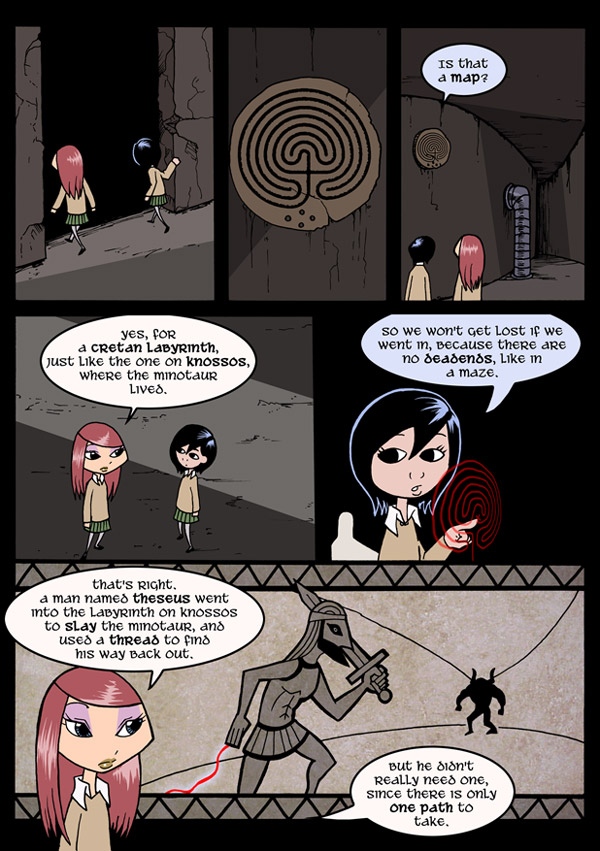 Is that
a map?
Yes, for
a Cretan Labyrinth,
just like the one on Knossos,
where the Minotaur
lived.
So we won't get lost if we
went in, because there are
no deadends, like in
a maze.
That's right.
A man named Theseus went
into the Labyrinth on Knossos
to slay the Minotaur, and
used a thread to find
his way back out.
But he didn't
really need one,
since there is only
one path to
take.